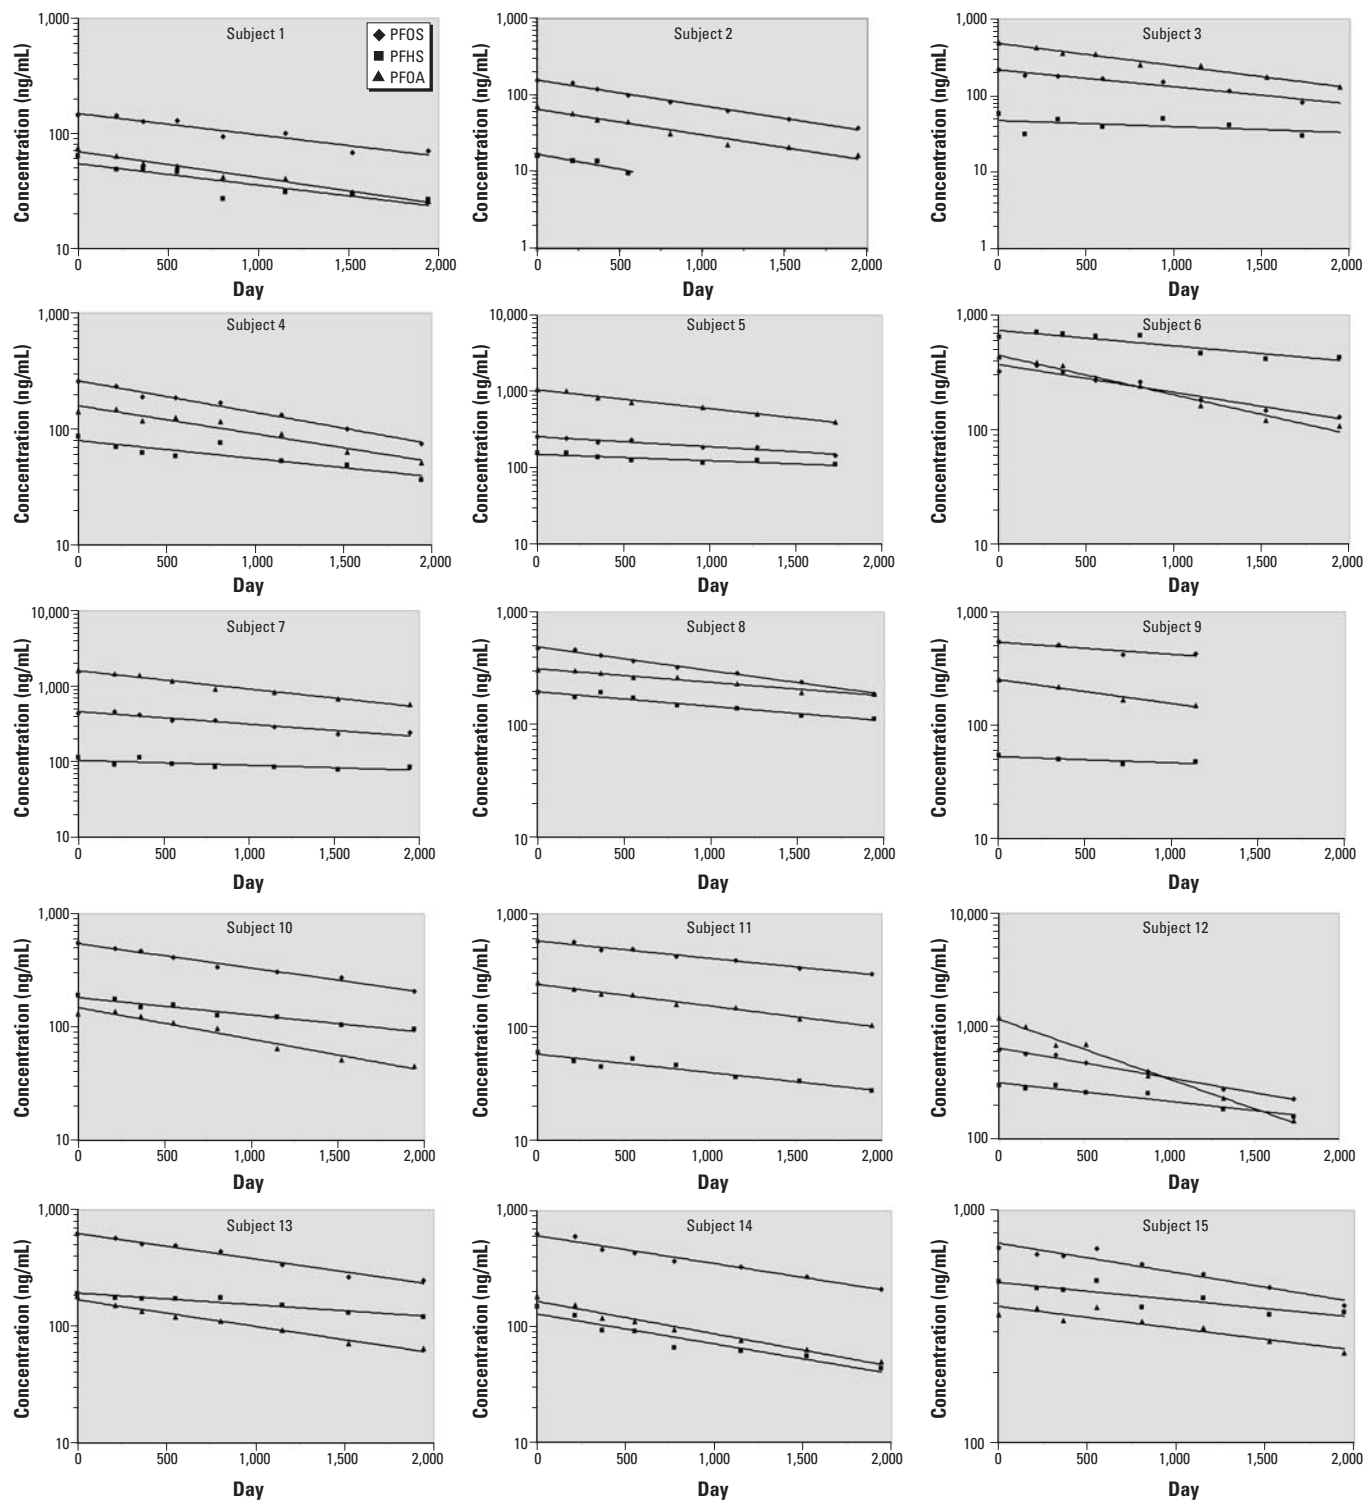 Concentration (ng/mL)
1,000
100
10
Subject 1
PFOS
PFHS
PFOA
0
500
1,000
1,500
2,000
Day
Concentration (ng/mL)
1,000
100
10
1
Subject 2
0
500
1,000
1,500
2,000
Day
Concentration (ng/mL)
1,000
100
10
1
Subject 3
0
500
1,000
1,500
2,000
Day
Concentration (ng/mL)
1,000
100
10
Subject 4
0
500
1,000
1,500
2,000
Day
Concentration (ng/mL)
10,000
1,000
100
10
Subject 5
0
500
1,000
1,500
2,000
Day
Concentration (ng/mL)
1,000
100
10
Subject 6
0
500
1,000
1,500
2,000
Day
Concentration (ng/mL)
10,000
1,000
100
10
Subject 7
0
500
1,000
1,500
2,000
Day
Concentration (ng/mL)
1,000
100
10
Subject 8
0
500
1,000
1,500
2,000
Day
Concentration (ng/mL)
1,000
100
10
Subject 9
0
500
1,000
1,500
2,000
Day
Concentration (ng/mL)
1,000
100
10
Subject 10
0
500
1,000
1,500
2,000
Day
Concentration (ng/mL)
1,000
100
10
Subject 11
0
500
1,000
1,500
2,000
Day
Concentration (ng/mL)
10,000
1,000
100
Subject 12
0
500
1,000
1,500
2,000
Day
Concentration (ng/mL)
1,000
100
10
Subject 13
0
500
1,000
1,500
2,000
Day
Concentration (ng/mL)
1,000
100
10
Subject 14
0
500
1,000
1,500
2,000
Day
Concentration (ng/mL)
1,000
100
Subject 15
0
500
1,000
1,500
2,000
Day